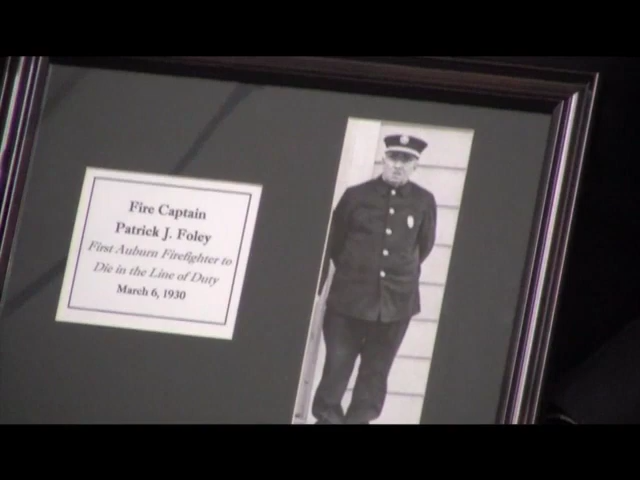 Fire Captain
Patrick J. Foley
First Auburn Firefighter to
Die in the Line of Duty
March 6, 1930